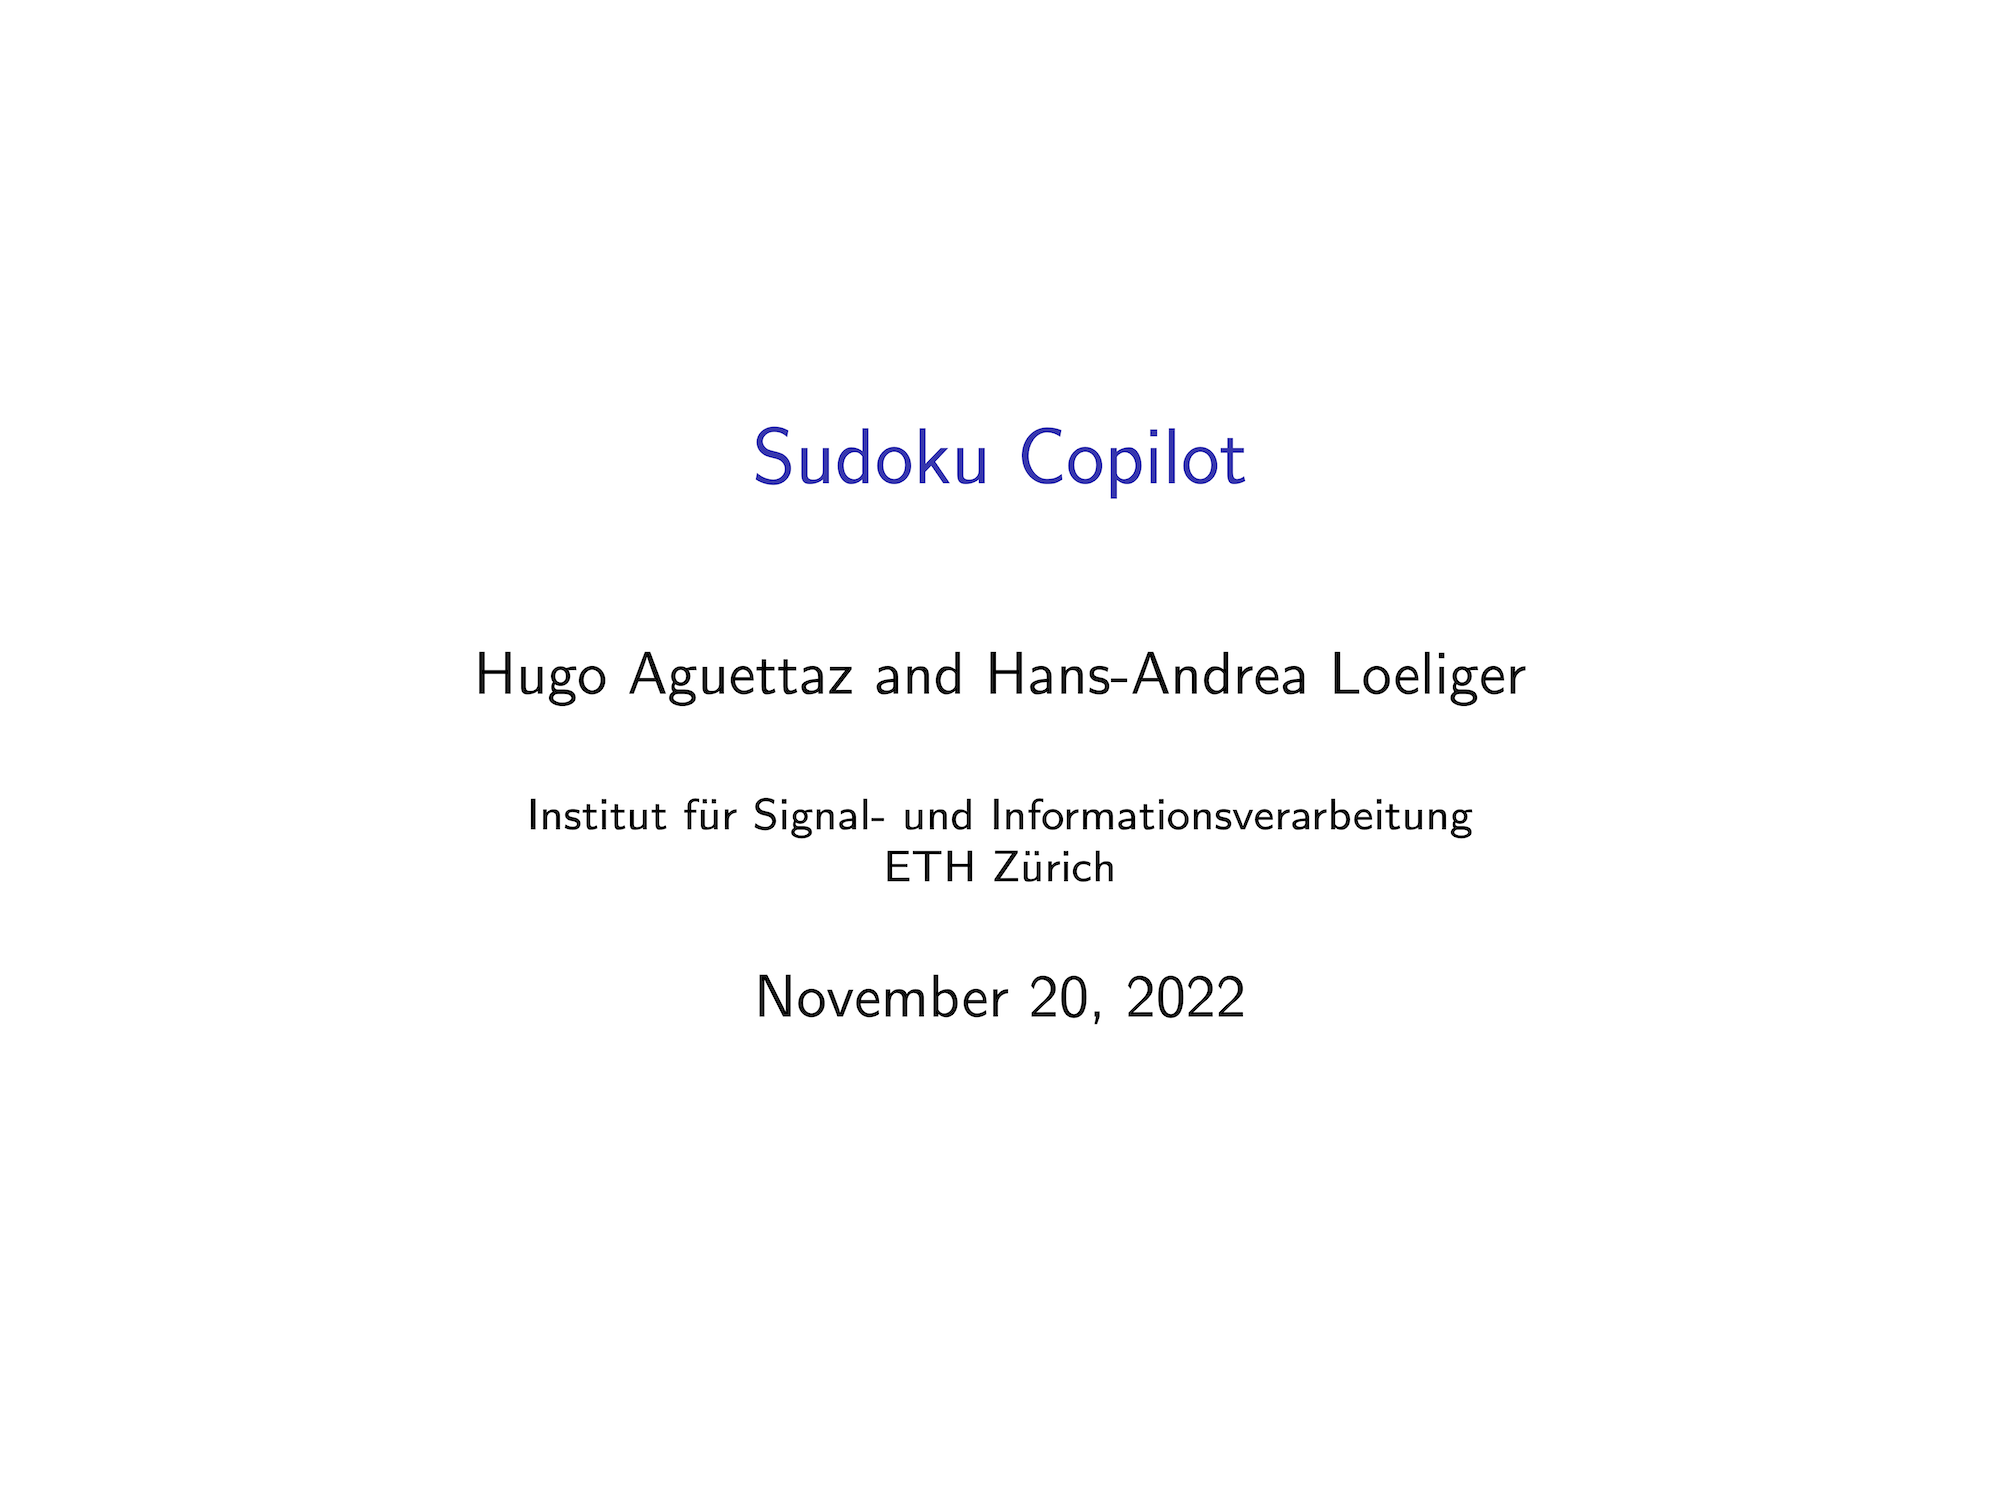 Sudoku Copilot
Hugo Aguettaz and Hans-Andrea Loeliger
Institut für Signal- und Informationsverarbeitung
ETH Zürich
November 20, 2022